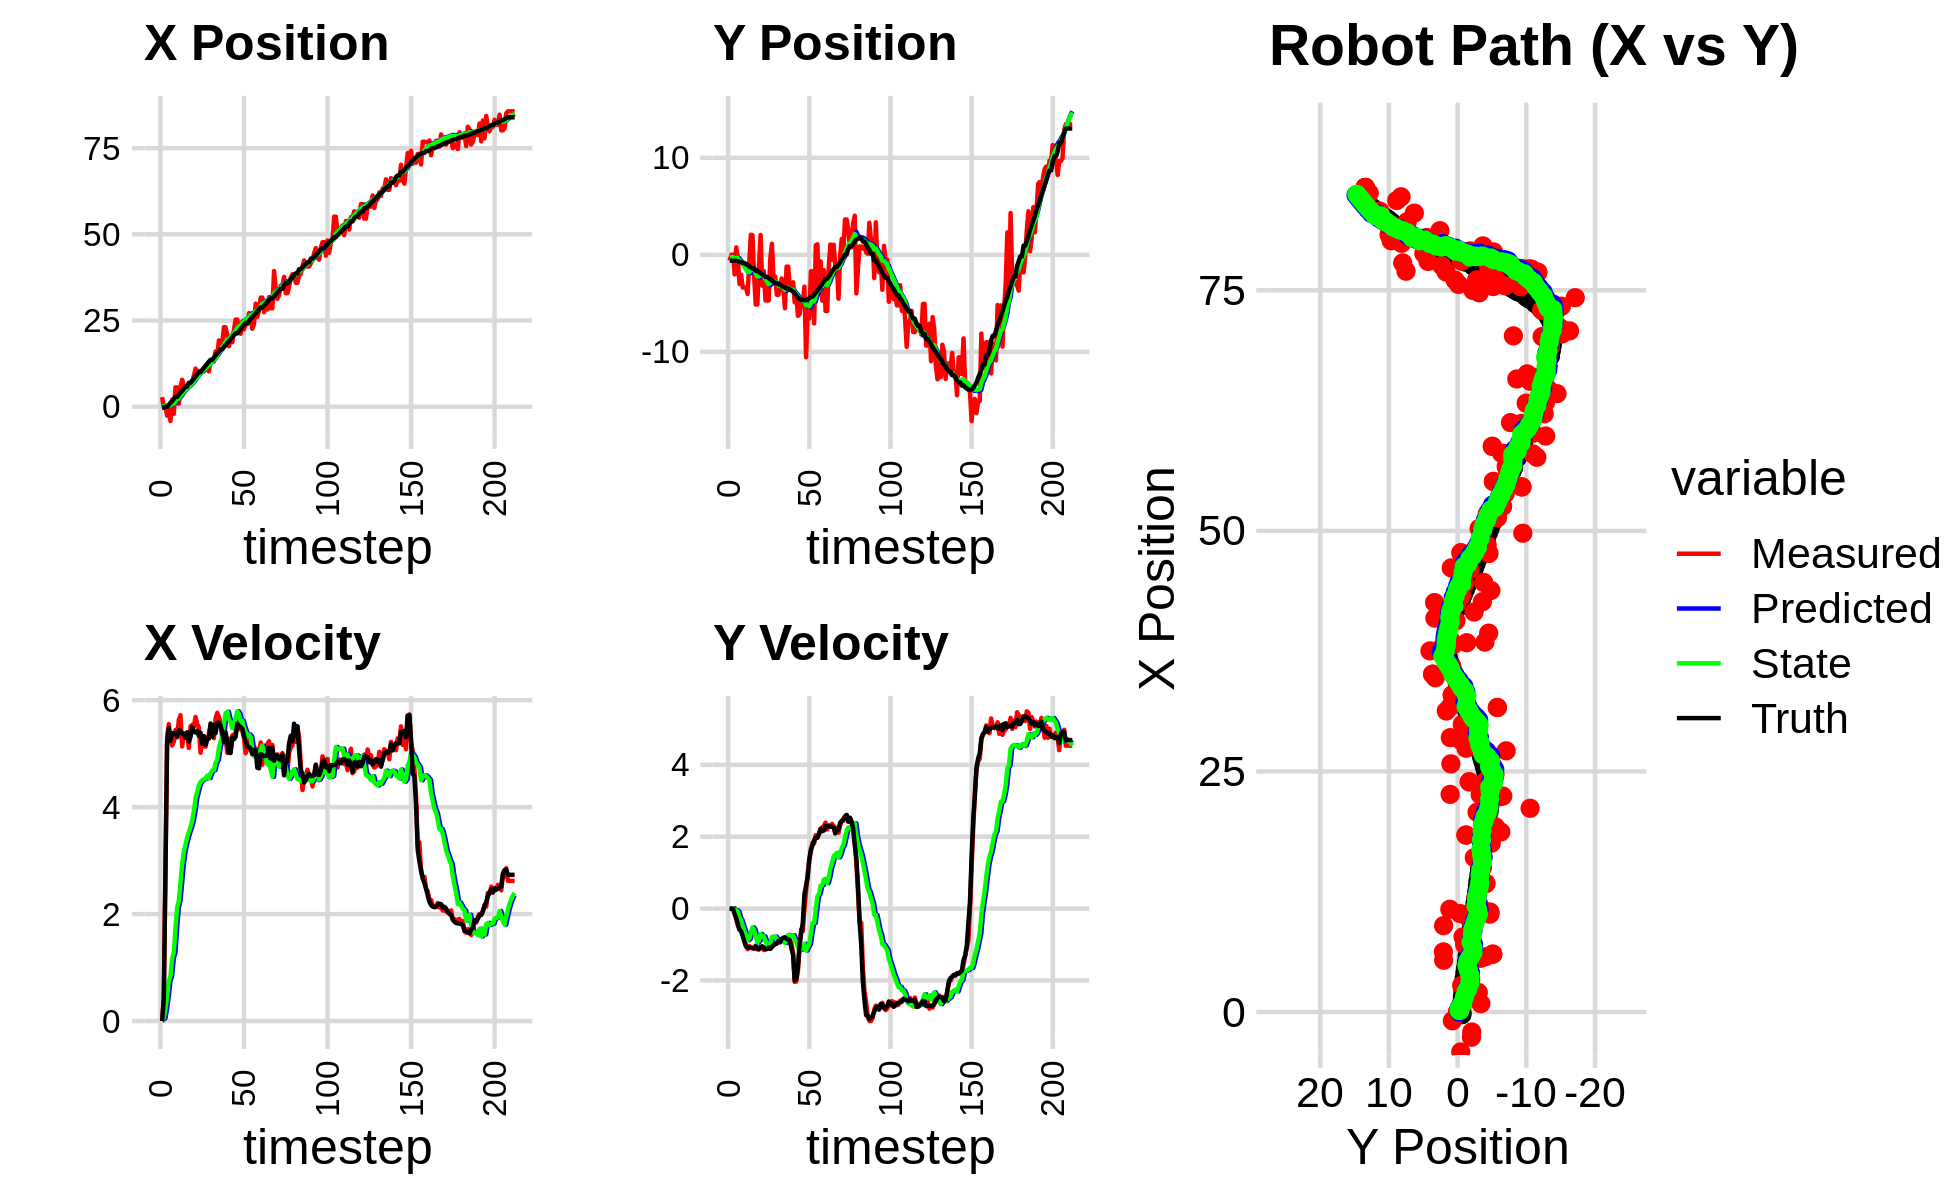 X Position
75
50
25
0
0
50
100
150
200
timestep
Y Position
10
0
-10
0
50
100
150
200
timestep
X Velocity
6
4
2
0
0
50
100
150
200
timestep
Y Velocity
4
2
0
-2
0
50
100
150
200
timestep
Robot Path (X vs Y)
X Position
75
50
25
0
20 10 0 -10 -20
Y Position
variable
Measured
Predicted
State
Truth